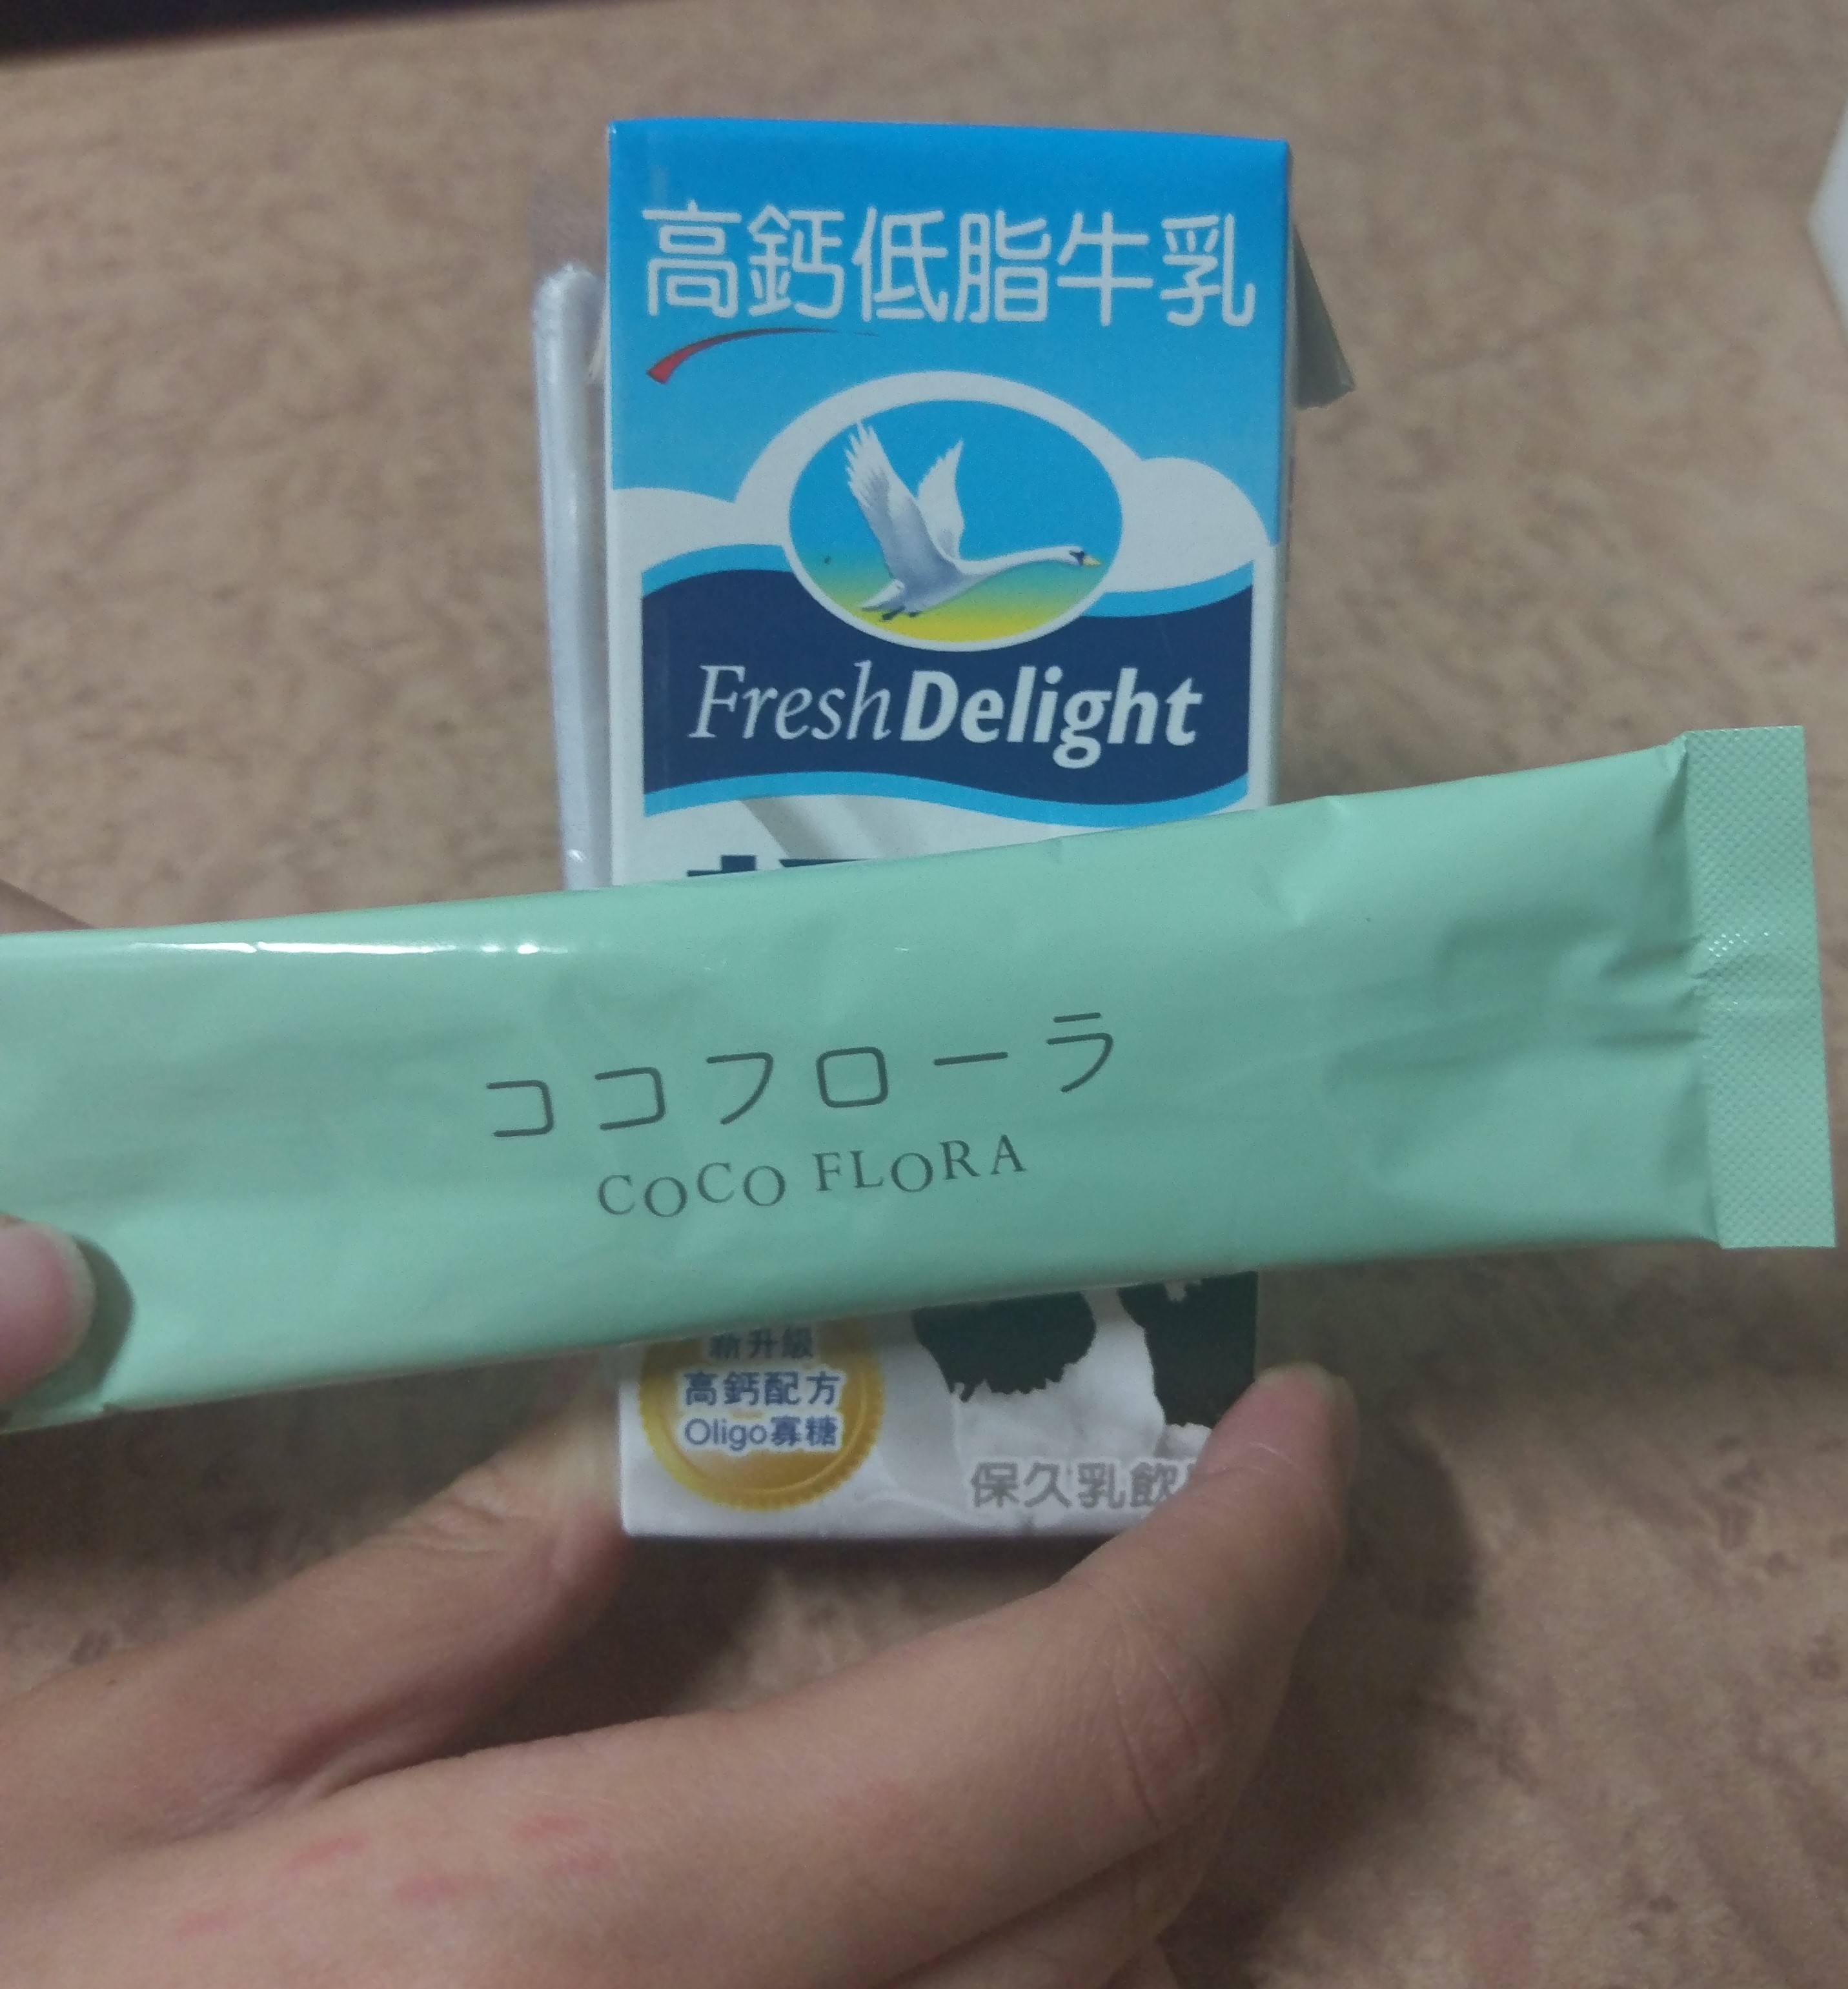 高鈣低脂牛乳
FreshDelight
ココフローラ
COCO FLORA
新升級
高鈣配方
Oligo寡糖
保久乳飲